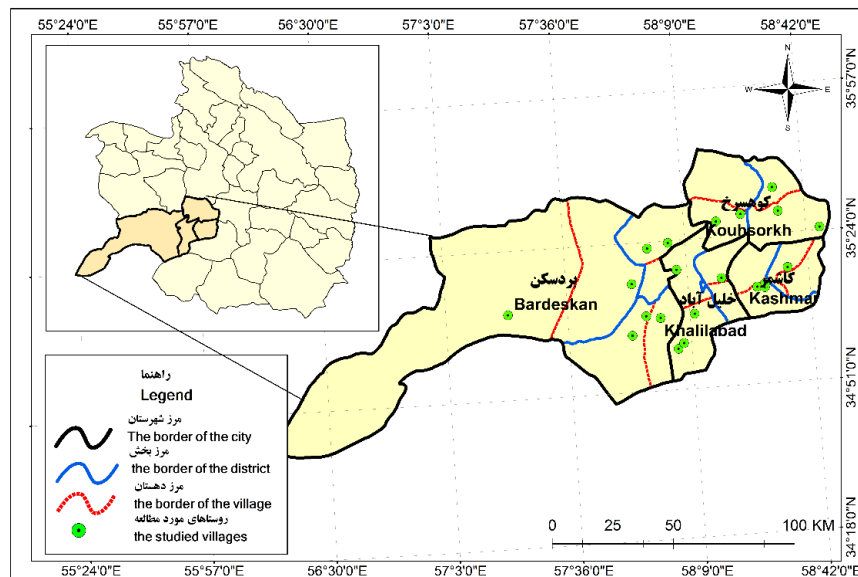 55°24'0"E 55°57'0"E 56°30'0"E 57°3'0"E 57°36'0"E 58°9'0"E 58°42'0"E
N
W E
S
35°57'0"N
35°24'0"N
34°51'0"N
34°18'0"N
کوهسرخ
Kouhsorkh
کاشمر
Kashmar
بردسکن
Bardeskan
خلیل آباد
Khalilabad
راهنما
Legend
مرز شهرستان
The border of the city
مرز بخش
the border of the district
مرز دهستان
the border of the village
روستاهای مورد مطالعه
the studied villages
0 25 50 100 KM
55°24'0"E 55°57'0"E 56°30'0"E 57°3'0"E 57°36'0"E 58°9'0"E 58°42'0"E